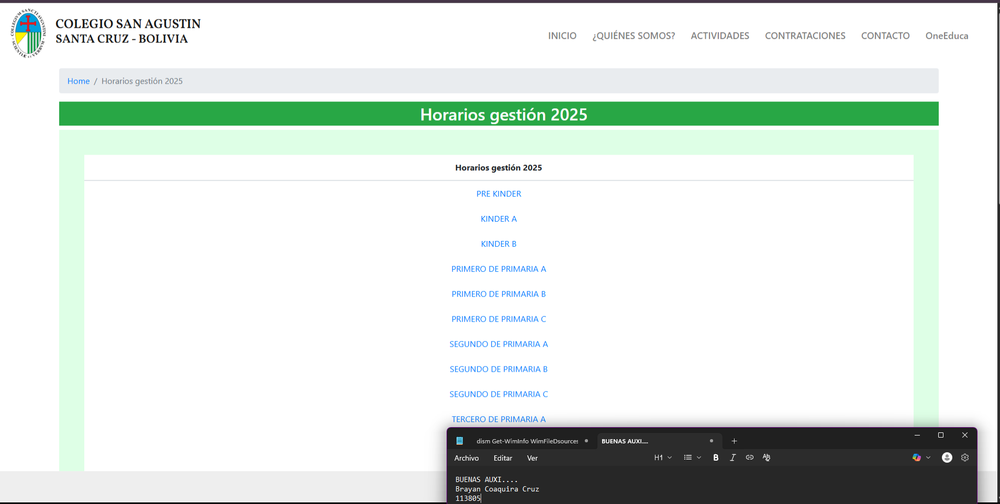 COLEGIO SAN AGUSTIN
SANTA CRUZ - BOLIVIA
INICIO ¿QUIÉNES SOMOS? ACTIVIDADES CONTRATACIONES CONTACTO OneEduca
Home / Horarios gestión 2025
Horarios gestión 2025
Horarios gestión 2025
PRE KINDER
KINDER A
KINDER B
PRIMERO DE PRIMARIA A
PRIMERO DE PRIMARIA B
PRIMERO DE PRIMARIA C
SEGUNDO DE PRIMARIA A
SEGUNDO DE PRIMARIA B
SEGUNDO DE PRIMARIA C
TERCERO DE PRIMARIA A
dism Get-WimInfo WimFileDsources BUENAS AUXI....
Archivo Editar Ver H1
BUENAS AUXI....
Brayan Coaquira Cruz
113805